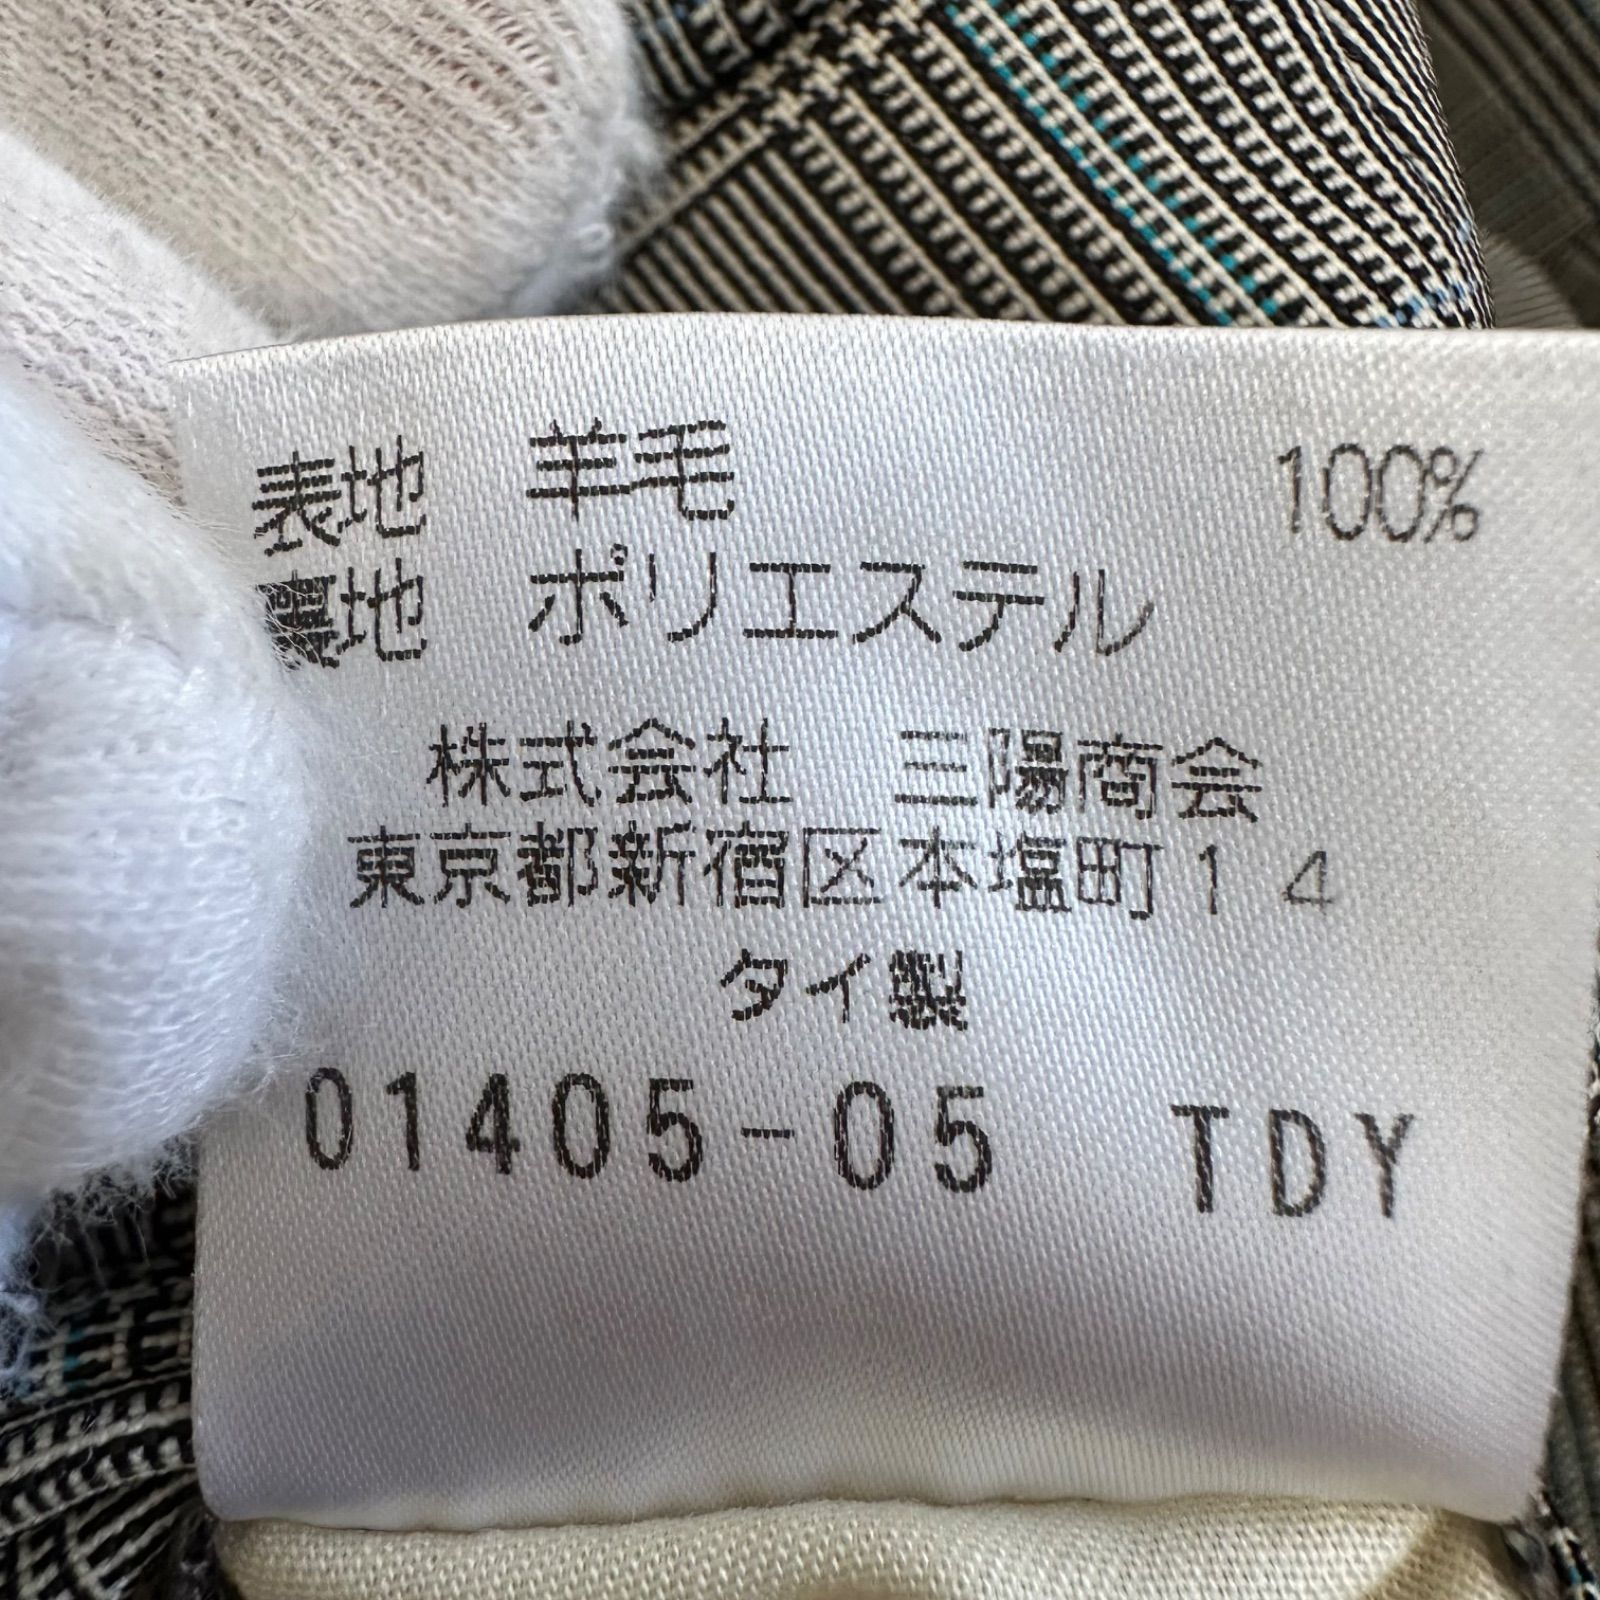 表地 羊毛 100%
裏地 ポリエステル
株式会社 三陽商会
東京都新宿区本塩町14
タイ製
01405-05 TDY